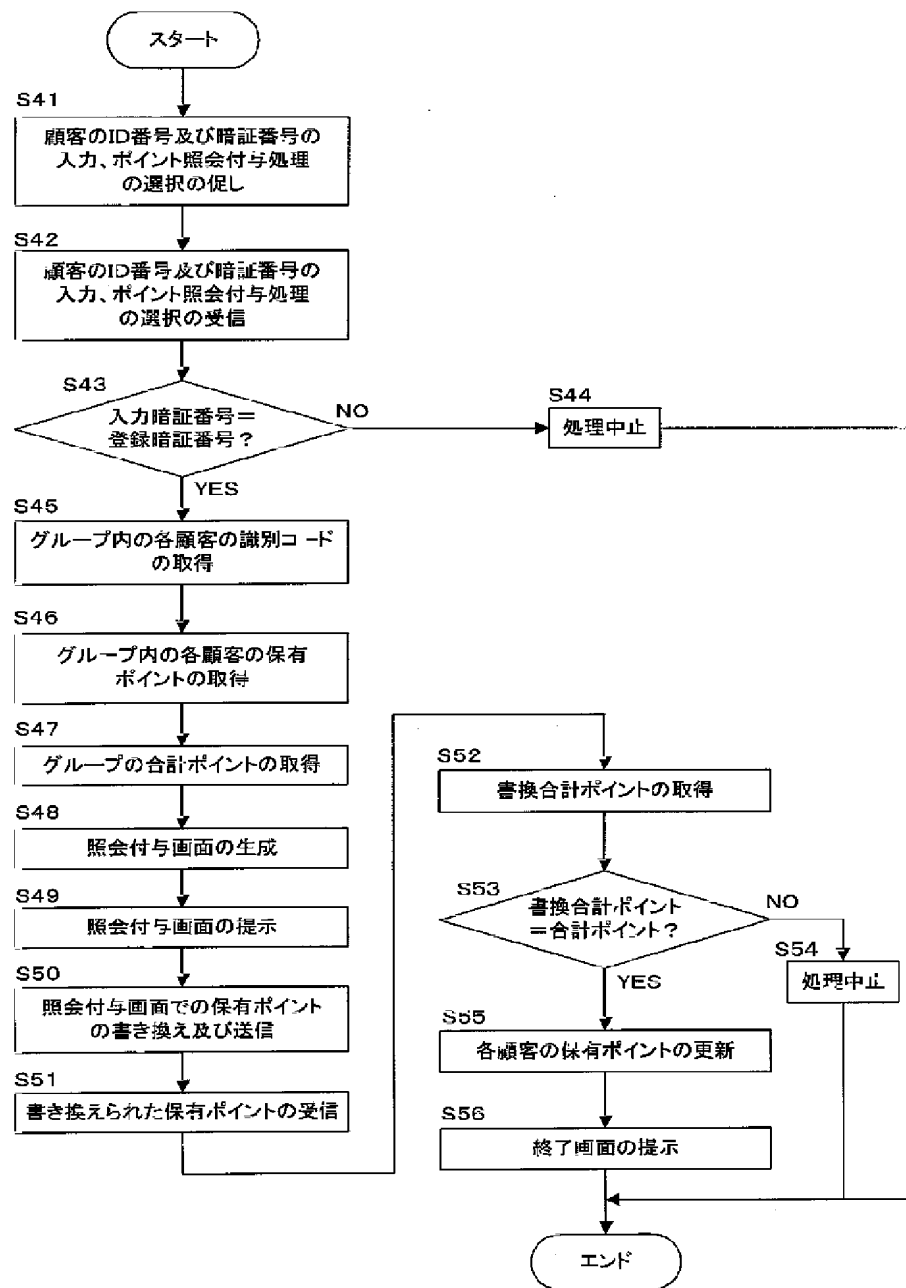 スタート
S41
顧客のID番号及び暗証番号の
入力、ポイント照会付与処理
の選択の促し
S42
顧客のID番号及び暗証番号の
入力、ポイント照会付与処理
の選択の受信
S43
入力暗証番号＝
登録暗証番号？
NO
S44
処理中止
YES
S45
グループ内の各顧客の識別コード
の取得
S46
グループ内の各顧客の保有
ポイントの取得
S47
グループの合計ポイントの取得
S48
照会付与画面の生成
S49
照会付与画面の提示
S50
照会付与画面での保有ポイント
の書き換え及び送信
S51
書き換えられた保有ポイントの受信
S52
書換合計ポイントの取得
S53
書換合計ポイント
＝合計ポイント？
NO
S54
処理中止
YES
S55
各顧客の保有ポイントの更新
S56
終了画面の提示
エンド